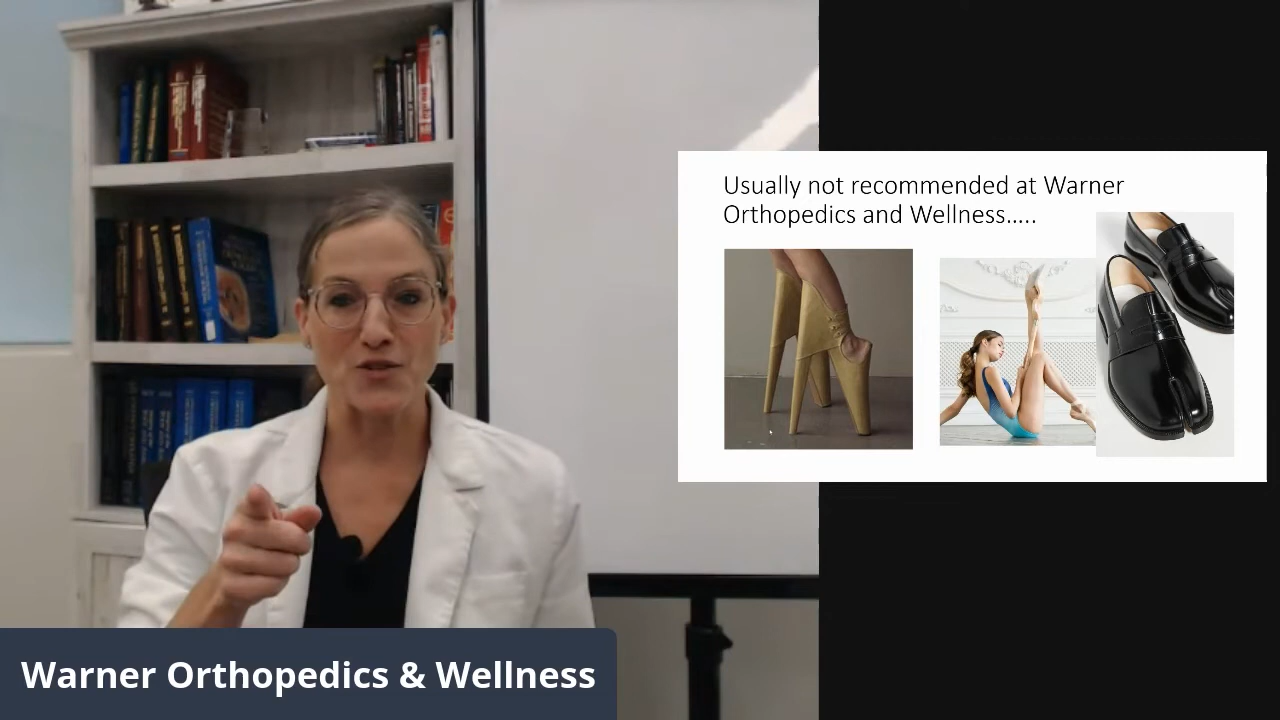 Usually not recommended at Warner
Orthopedics and Wellness.....
Warner Orthopedics & Wellness